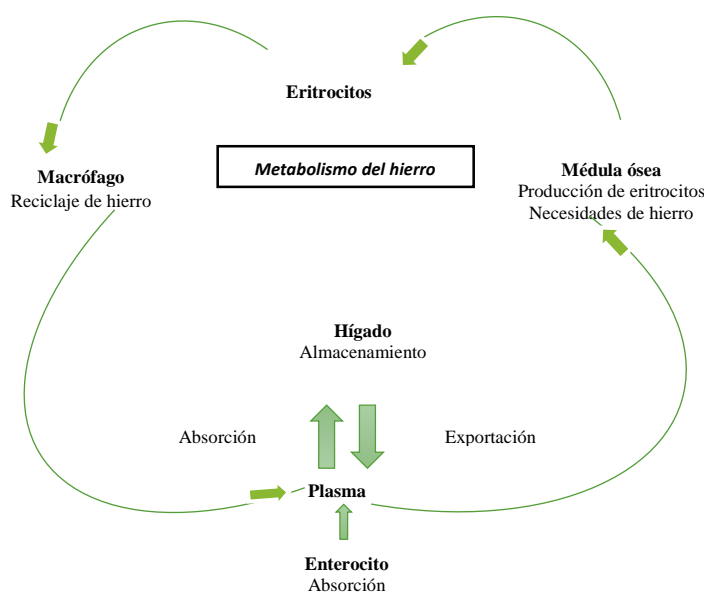 Eritrocitos
Metabolismo del hierro
Macrófago
Reciclaje de hierro
Médula ósea
Producción de eritrocitos
Necesidades de hierro
Hígado
Almacenamiento
Absorción
Exportación
Plasma
Enterocito
Absorción